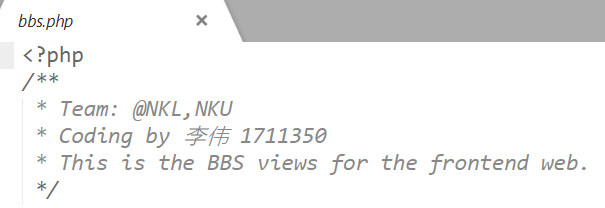 bbs.php ×
<?php
/**
* Team: @NKL,NKU
* Coding by 李伟 1711350
* This is the BBS views for the frontend web.
*/